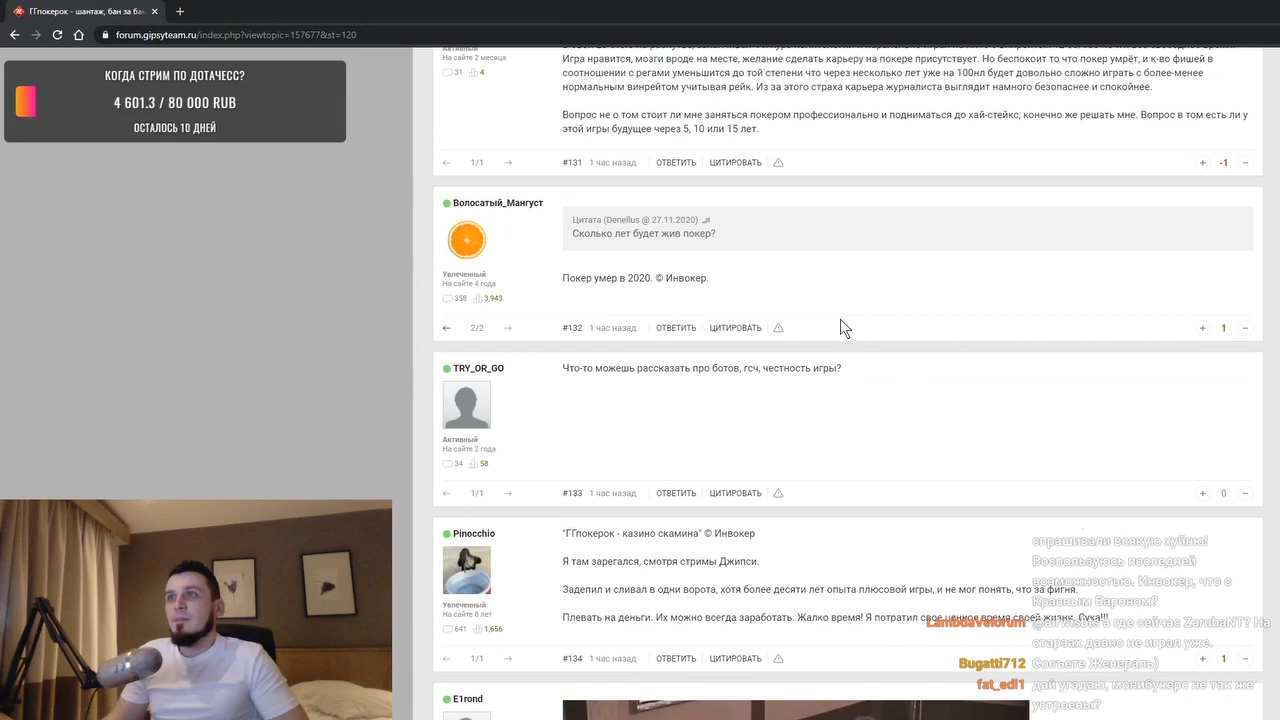 ГГпокерок - шантаж, бан за ба
forum.gipsyteam.ru/index.php?viewtopic=157677&st=120
КОГДА СТРИМ ПО ДОТАЧЕСС?
4 601.3 / 80 000 RUB
ОСТАЛОСЬ 10 ДНЕЙ
Активный
На сайте 2 месяца
31 4
Игра нравится, мозги вроде на месте, желание сделать карьеру на покере присутствует. Но беспокоит то что покер умрёт, и к-во фишей в
соотношении с регами уменьшится до той степени что через несколько лет уже на 100нл будет довольно сложно играть с более-менее
нормальным винрейтом учитывая рейк. Из за этого страха карьера журналиста выглядит намного безопаснее и спокойнее.
Вопрос не о том стоит ли мне заняться покером профессионально и подниматься до хай-стейкс, конечно же решать мне. Вопрос в том есть ли у
этой игры будущее через 5, 10 или 15 лет.
1/1 #131 1 час назад ОТВЕТИТЬ ЦИТИРОВАТЬ + -1 −
Волосатый_Мангуст
Цитата (Denellus @ 27.11.2020)
Сколько лет будет жив покер?
Увлеченный
На сайте 4 года
358 3,943
Покер умер в 2020. © Инвокер.
2/2 #132 1 час назад ОТВЕТИТЬ ЦИТИРОВАТЬ + 1 −
TRY_OR_GO
Что-то можешь рассказать про ботов, гсч, честность игры?
Активный
На сайте 2 года
34 58
1/1 #133 1 час назад ОТВЕТИТЬ ЦИТИРОВАТЬ + 0 −
Pinocchio
"ГГпокерок - казино скамина" © Инвокер
Я там зарегался, смотря стримы Джипси.
Задепил и сливал в одни ворота, хотя более десяти лет опыта плюсовой игры, и не мог понять, что за фигня.
Плевать на деньги. Их можно всегда заработать. Жалко время! Я потратил свое ценное время своей жизни. Сука!!!
Увлеченный
На сайте 8 лет
641 1,656
1/1 #134 1 час назад ОТВЕТИТЬ ЦИТИРОВАТЬ + 1 −
E1rond
спрашивали всякую хуйню!
Воспользуюсь последней
возможностью. Инвокер, что с
Красным Бароном?
LambdaVeforum
а где сейчас ZarubaNT? На
старзах давно не играл уже.
Bugatti712 Сосъете Женераль)
fat_edi1 дай угадаю, монибукерс не так же
устроены?